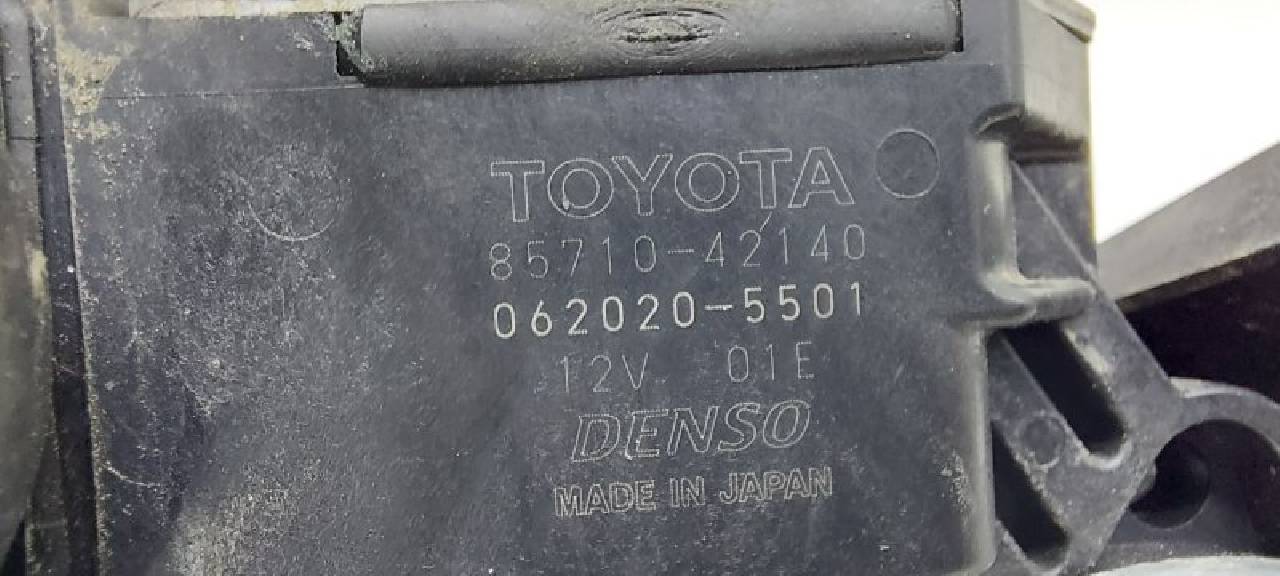 TOYOTA
85710-42140
062020-5501
12V 01E
DENSO
MADE IN JAPAN